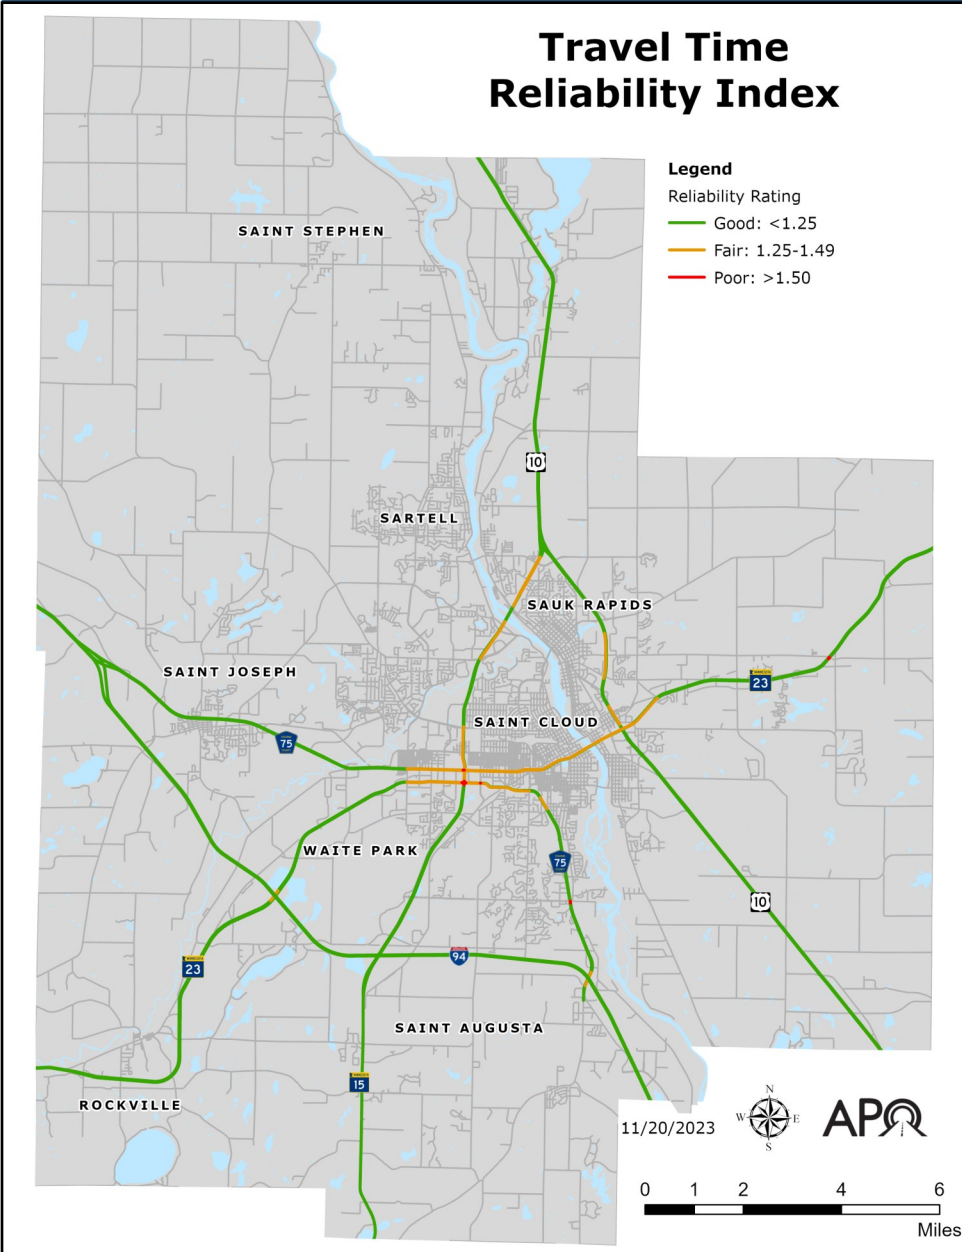 Travel Time
Reliability Index
Legend
Reliability Rating
Good: <1.25
Fair: 1.25-1.49
Poor: >1.50
SAINT STEPHEN
10
SARTELL
SAUK RAPIDS
SAINT JOSEPH
23
SAINT CLOUD
75
WAITE PARK
75
10
94
23
SAINT AUGUSTA
15
ROCKVILLE
11/20/2023
N
W E
S
APO
0 1 2 4 6
Miles